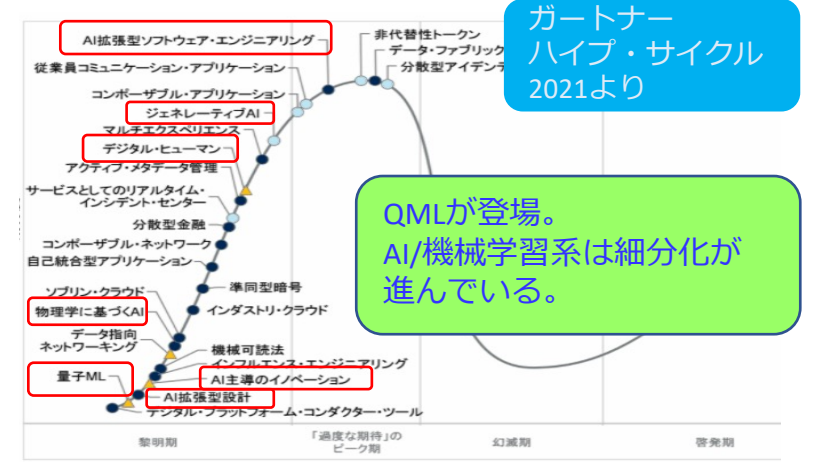 ガートナー
ハイプ・サイクル
2021より
AI拡張型ソフトウェア・エンジニアリング
非代替性トークン
データ・ファブリック
従業員コミュニケーション・アプリケーション
分散型アイデンテ
コンポーザブル・アプリケーション
ジェネレーティブAI
マルチエクスペリエンス
デジタル・ヒューマン
アクティブ・メタデータ管理
サービスとしてのリアルタイム・
インシデント・センター
分散型金融
コンポーザブル・ネットワーク
自己統合型アプリケーション
QMLが登場。
AI/機械学習系は細分化が
進んでいる。
ソブリン・クラウド
準同型暗号
物理学に基づくAI
インダストリ・クラウド
データ指向
ネットワーキング
機械可読法
インフルエンス・エンジニアリング
量子ML
AI主導のイノベーション
AI拡張型設計
デジタル・プラットフォーム・コンダクター・ツール
黎明期
「過度な期待」の
ピーク期
幻滅期
啓発期